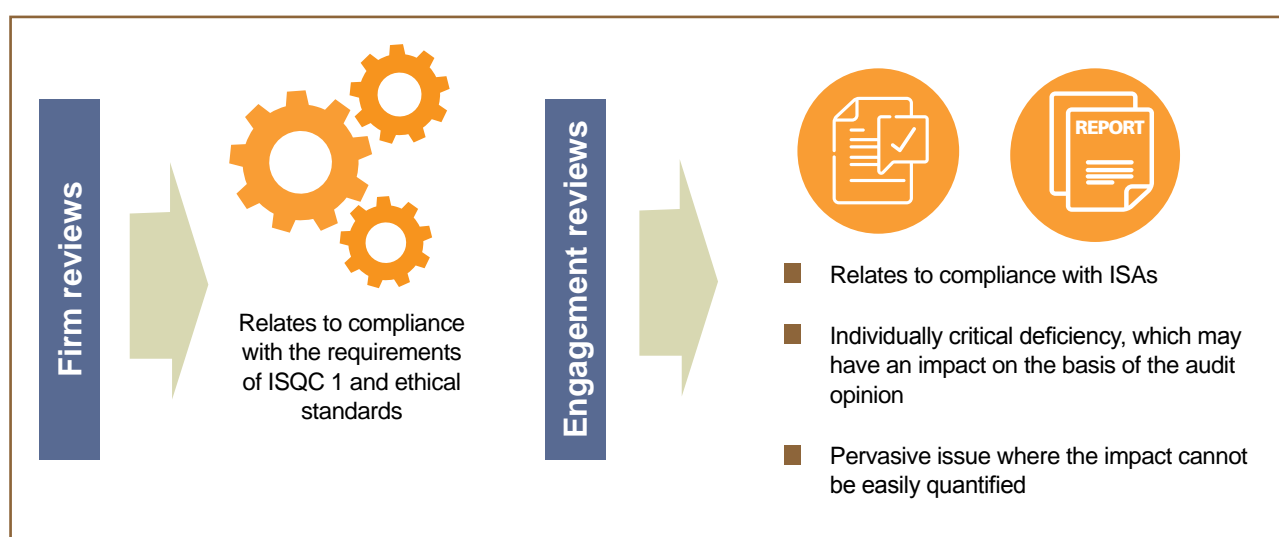 Firm reviews
Relates to compliance
with the requirements
of ISQC 1 and ethical
standards
Engagement reviews
REPORT
Relates to compliance with ISAs
Individually critical deficiency, which may
have an impact on the basis of the audit
opinion
Pervasive issue where the impact cannot
be easily quantified